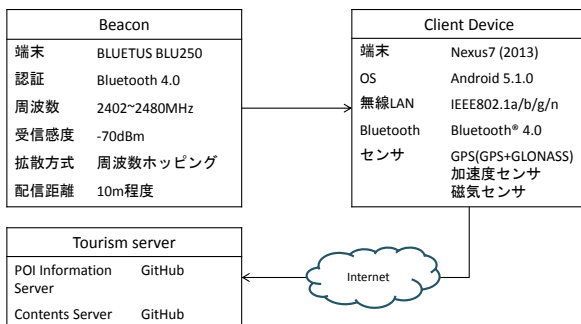 Beacon
端末 BLUETUS BLU250
認証 Bluetooth 4.0
周波数 2402~2480MHz
受信感度 -70dBm
拡散方式 周波数ホッピング
配信距離 10m程度
Client Device
端末 Nexus7 (2013)
OS Android 5.1.0
無線LAN IEEE802.1a/b/g/n
Bluetooth Bluetooth® 4.0
センサ GPS(GPS+GLONASS)
加速度センサ
磁気センサ
Tourism server
POI Information GitHub
Server
Contents Server GitHub
Internet